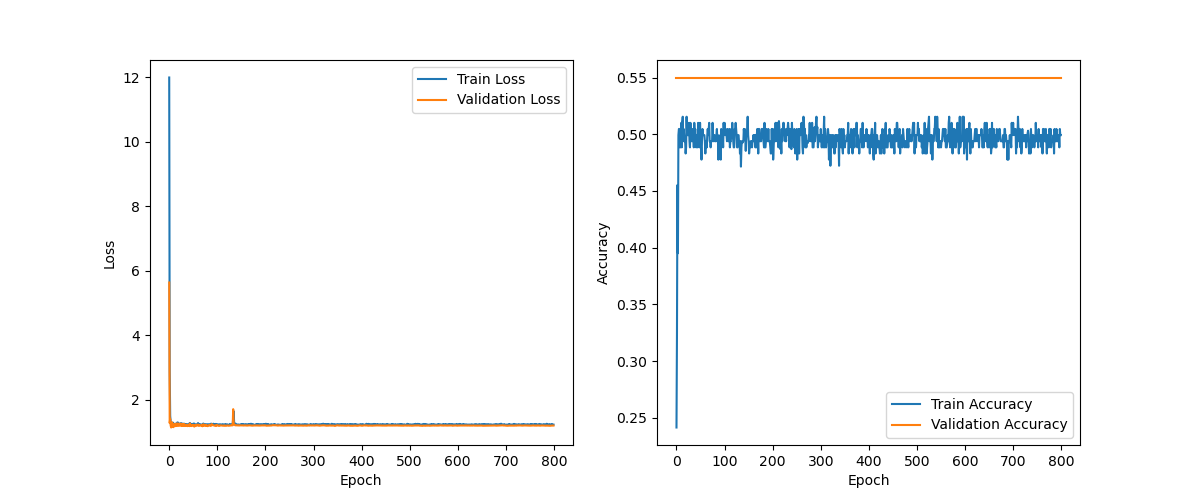 12
10
8
6
4
2
Loss
0 100 200 300 400 500 600 700 800
Epoch
Train Loss
Validation Loss
0.55
0.50
0.45
0.40
0.35
0.30
0.25
Accuracy
0 100 200 300 400 500 600 700 800
Epoch
Train Accuracy
Validation Accuracy